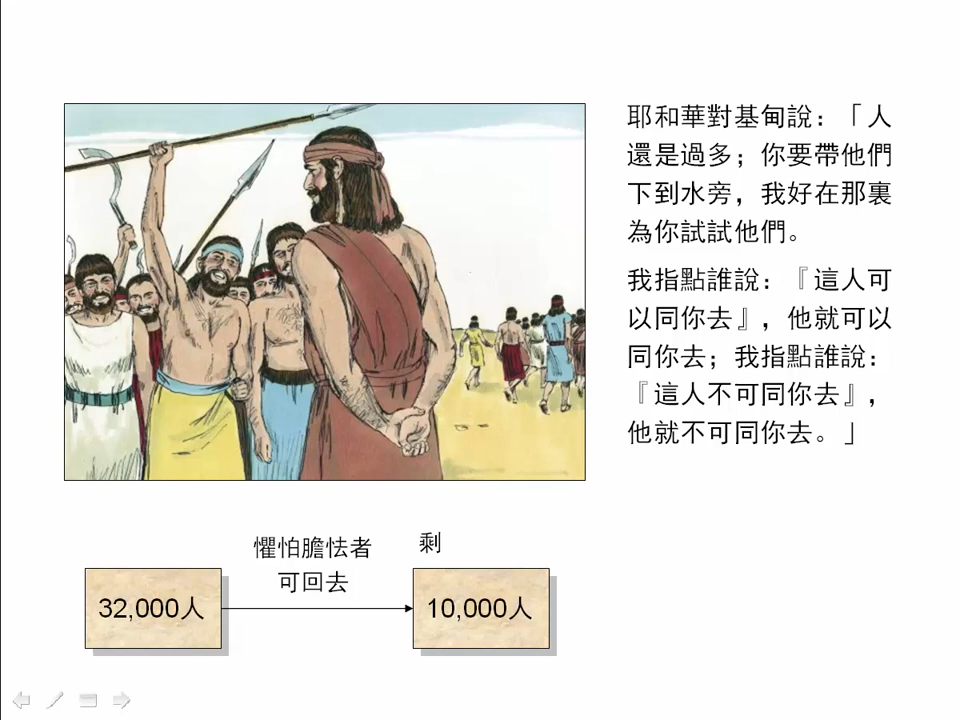 耶和華對基甸說：「人
還是過多；你要帶他們
下到水旁，我好在那裏
為你試試他們。
我指點誰說：『這人可
以同你去』，他就可以
同你去；我指點誰說：
『這人不可同你去』，
他就不可同你去。」
懼怕膽怯者
可回去
剩
32,000人
10,000人